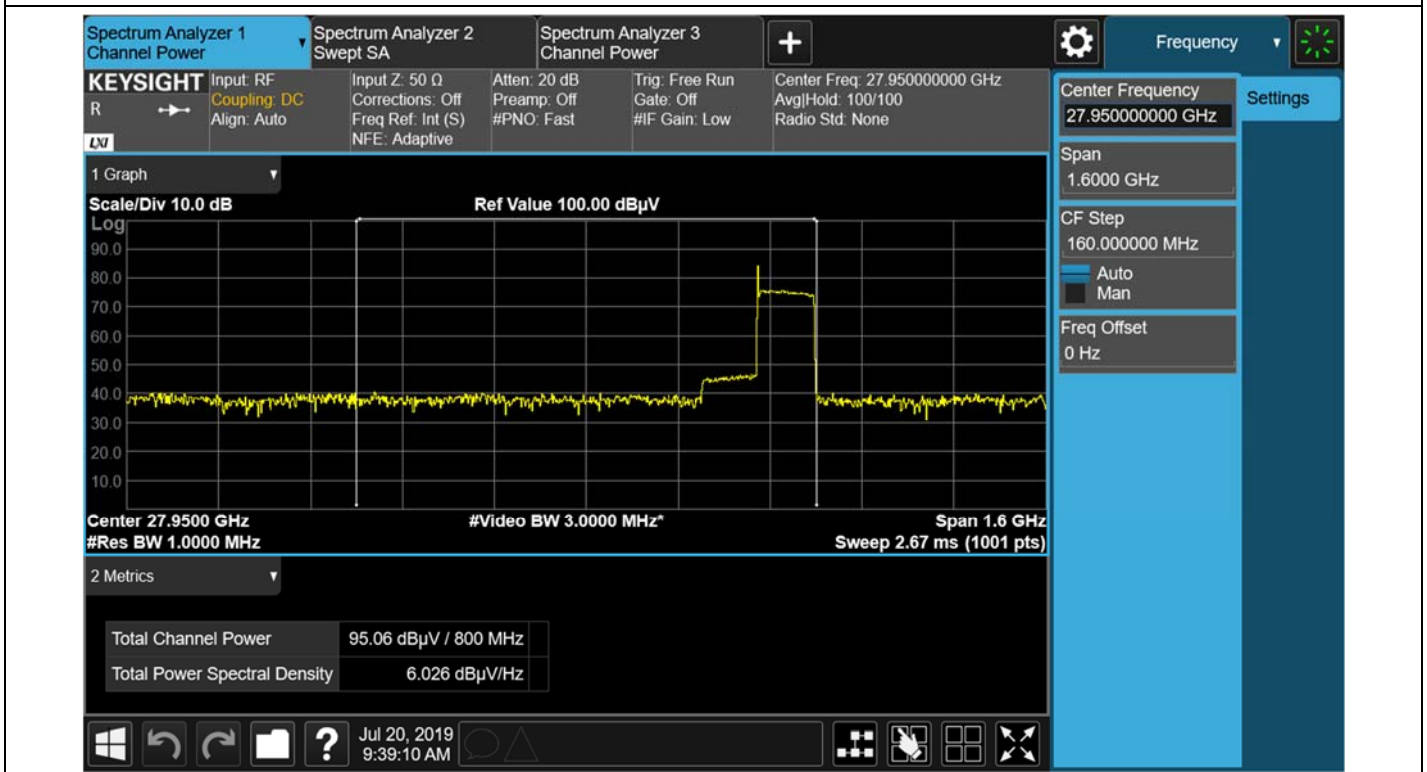 Spectrum Analyzer 1
Channel Power
Spectrum Analyzer 2
Swept SA
Spectrum Analyzer 3
Channel Power
Frequency
KEYSIGHT
R
LXI
Input: RF
Coupling: DC
Align: Auto
Input Z: 50 Ω
Corrections: Off
Freq Ref: Int (S)
NFE: Adaptive
Atten: 20 dB
Preamp: Off
#PNO: Fast
Trig: Free Run
Gate: Off
#IF Gain: Low
Center Freq: 27.950000000 GHz
Avg|Hold: 100/100
Radio Std: None
Center Frequency
27.950000000 GHz
Settings
Span
1.6000 GHz
CF Step
160.000000 MHz
Auto
Man
Freq Offset
0 Hz
1 Graph
Scale/Div 10.0 dB
Ref Value 100.00 dBµV
Log
90.0
80.0
70.0
60.0
50.0
40.0
30.0
20.0
10.0
Center 27.9500 GHz
#Video BW 3.0000 MHz*
Span 1.6 GHz
#Res BW 1.0000 MHz
Sweep 2.67 ms (1001 pts)
2 Metrics
Total Channel Power 95.06 dBµV / 800 MHz
Total Power Spectral Density 6.026 dBµV/Hz
?
Jul 20, 2019
9:39:10 AM